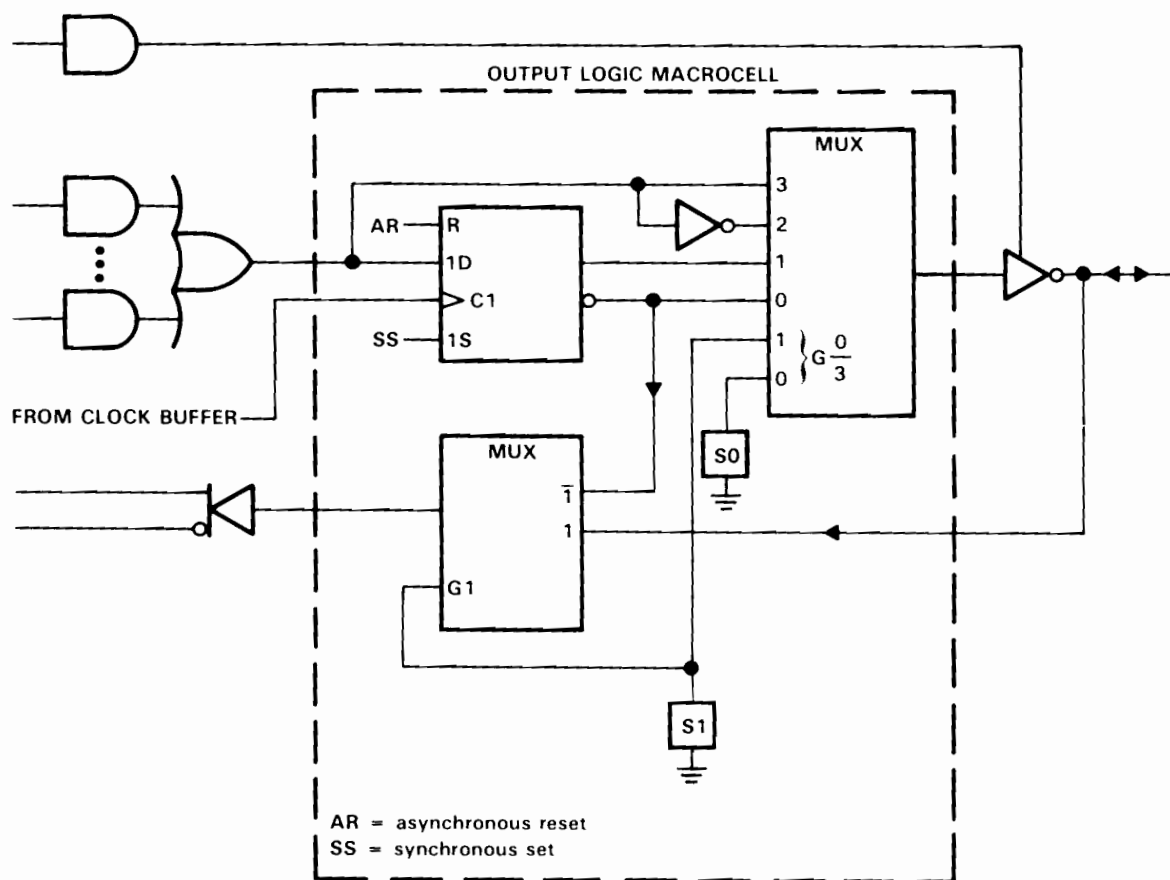 OUTPUT LOGIC MACROCELL
MUX
3
2
1
0
1
0
G 0/3
AR
R
1D
C1
SS
1S
FROM CLOCK BUFFER
S0
MUX
1̅
1
G1
S1
AR = asynchronous reset
SS = synchronous set